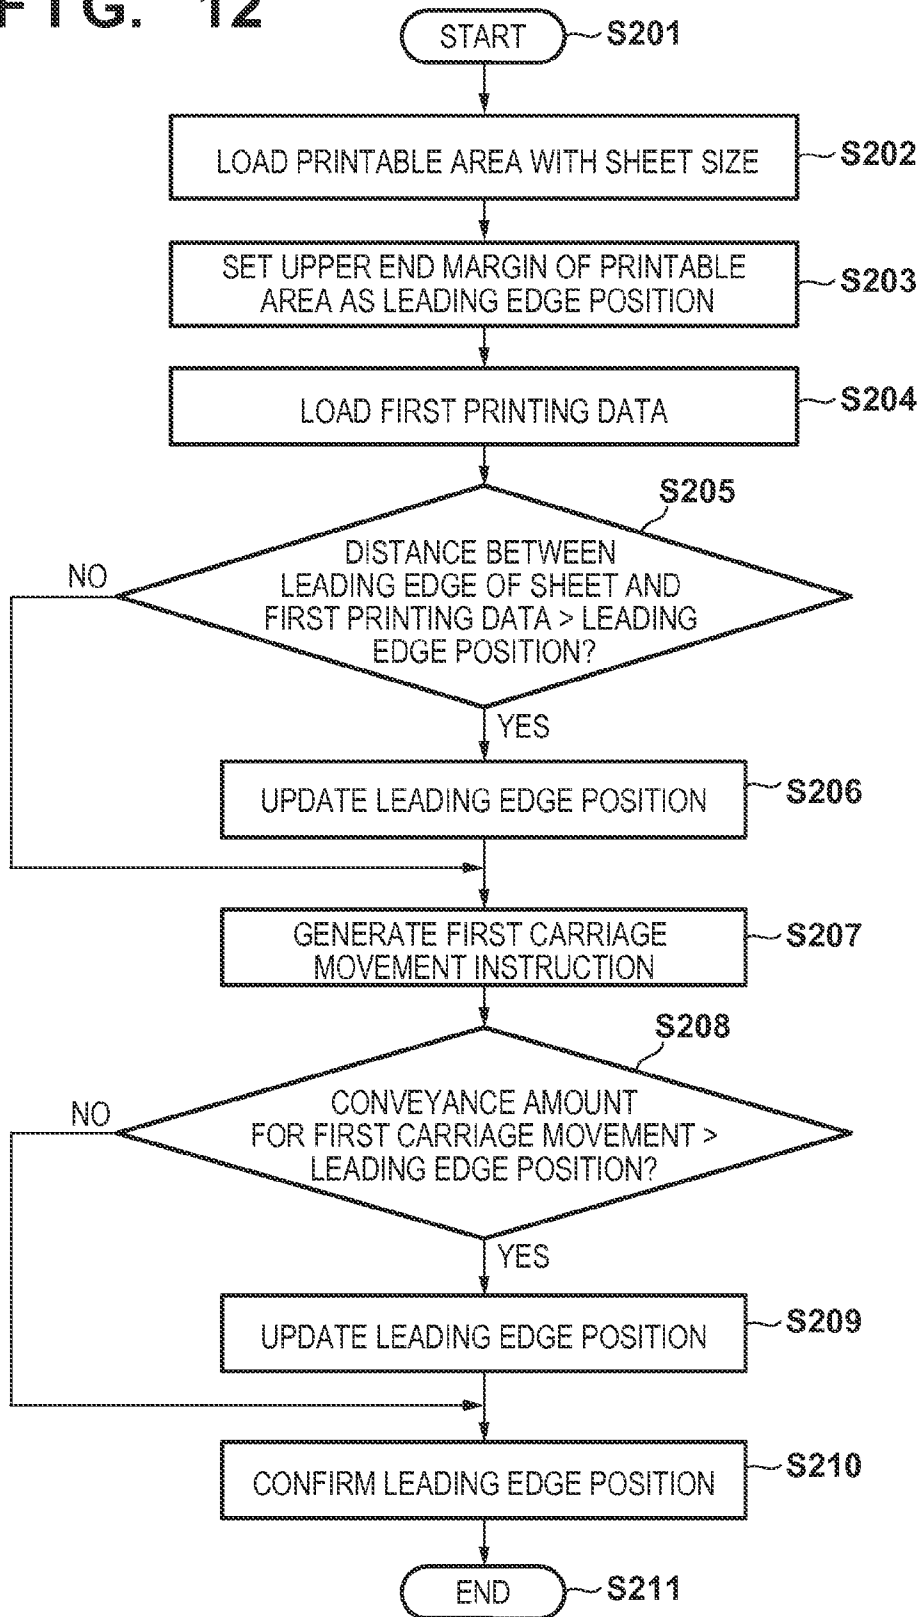 FIG. 12
START
S201
LOAD PRINTABLE AREA WITH SHEET SIZE
S202
SET UPPER END MARGIN OF PRINTABLE
AREA AS LEADING EDGE POSITION
S203
LOAD FIRST PRINTING DATA
S204
S205
DISTANCE BETWEEN
LEADING EDGE OF SHEET AND
FIRST PRINTING DATA > LEADING
EDGE POSITION?
NO
YES
UPDATE LEADING EDGE POSITION
S206
GENERATE FIRST CARRIAGE
MOVEMENT INSTRUCTION
S207
S208
CONVEYANCE AMOUNT
FOR FIRST CARRIAGE MOVEMENT >
LEADING EDGE POSITION?
NO
YES
UPDATE LEADING EDGE POSITION
S209
CONFIRM LEADING EDGE POSITION
S210
END
S211